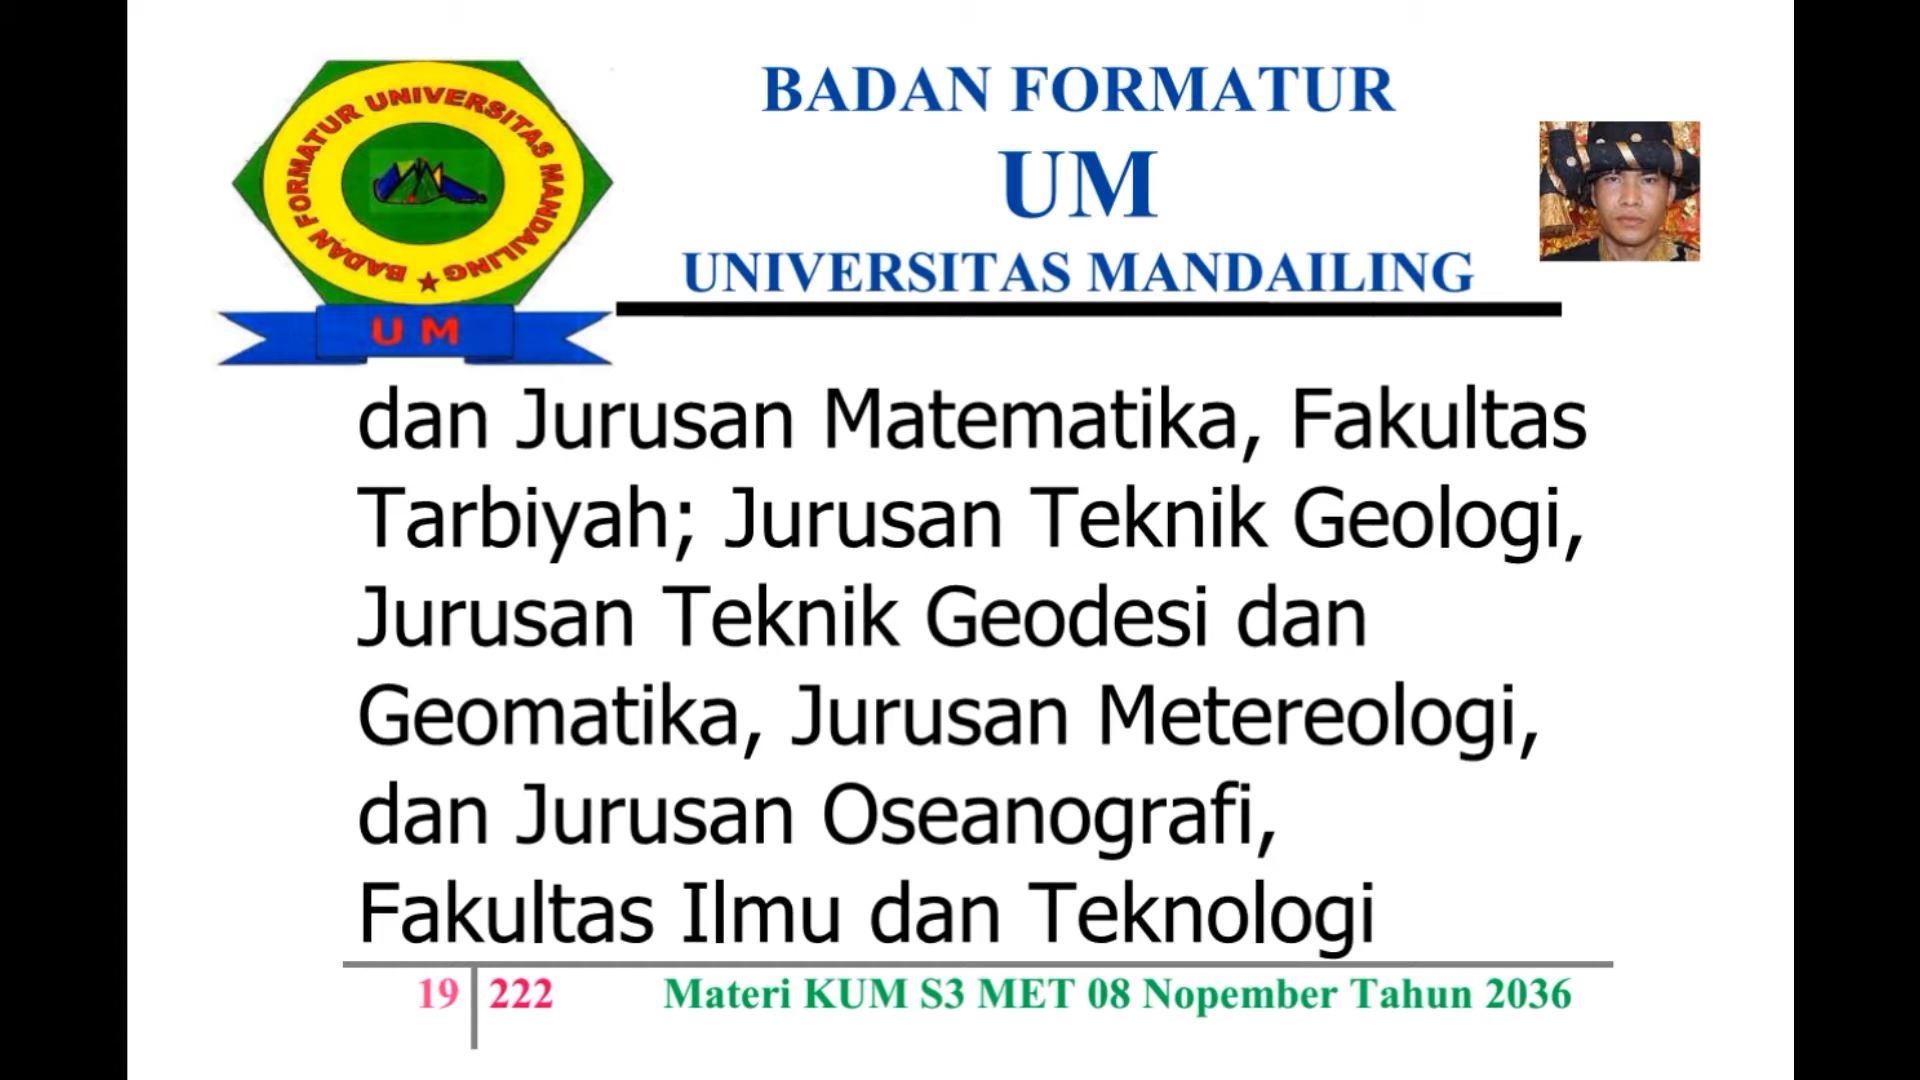 BADAN FORMATUR UNIVERSITAS MANDAILING
U M
BADAN FORMATUR
UM
UNIVERSITAS MANDAILING
dan Jurusan Matematika, Fakultas
Tarbiyah; Jurusan Teknik Geologi,
Jurusan Teknik Geodesi dan
Geomatika, Jurusan Metereologi,
dan Jurusan Oseanografi,
Fakultas Ilmu dan Teknologi
19 222 Materi KUM S3 MET 08 Nopember Tahun 2036